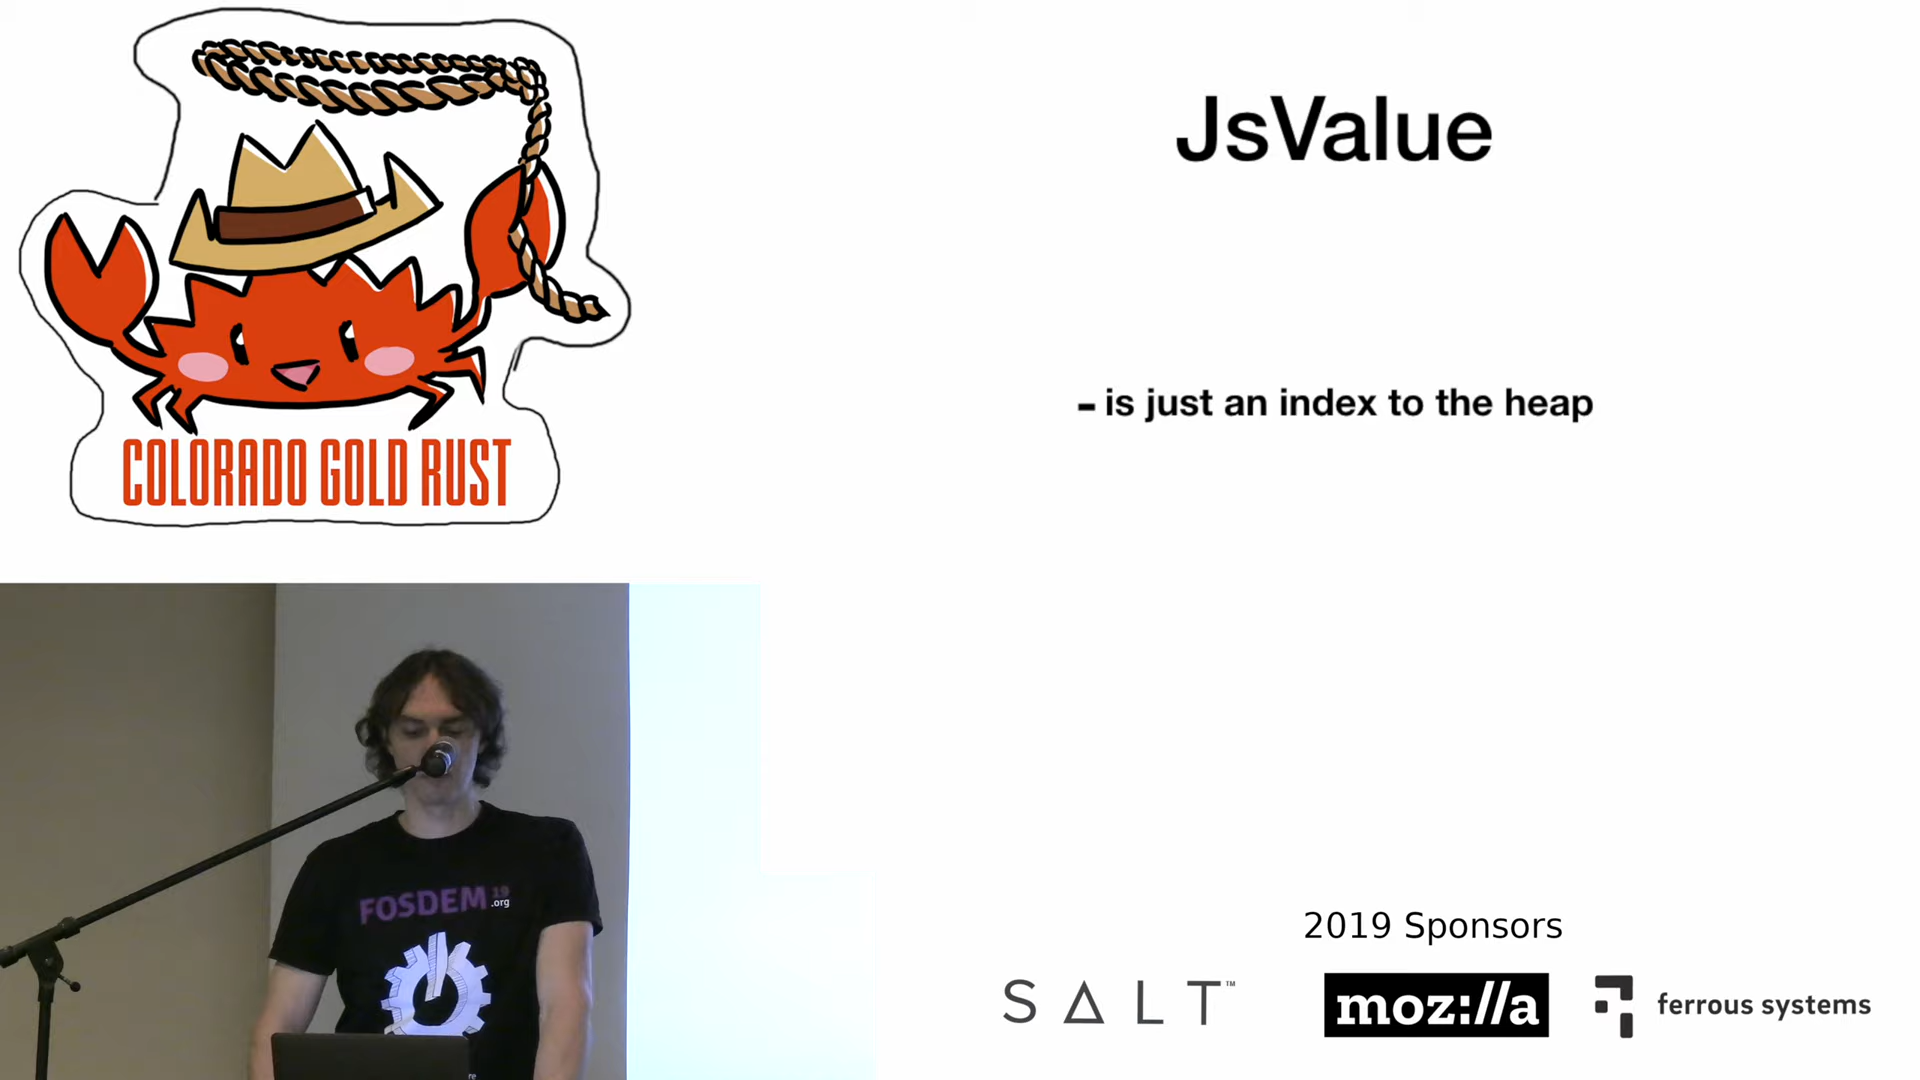 COLORADO GOLD RUST
JsValue
- is just an index to the heap
FOSDEM 19
.org
re
2019 Sponsors
SALT™
moz://a
ferrous systems